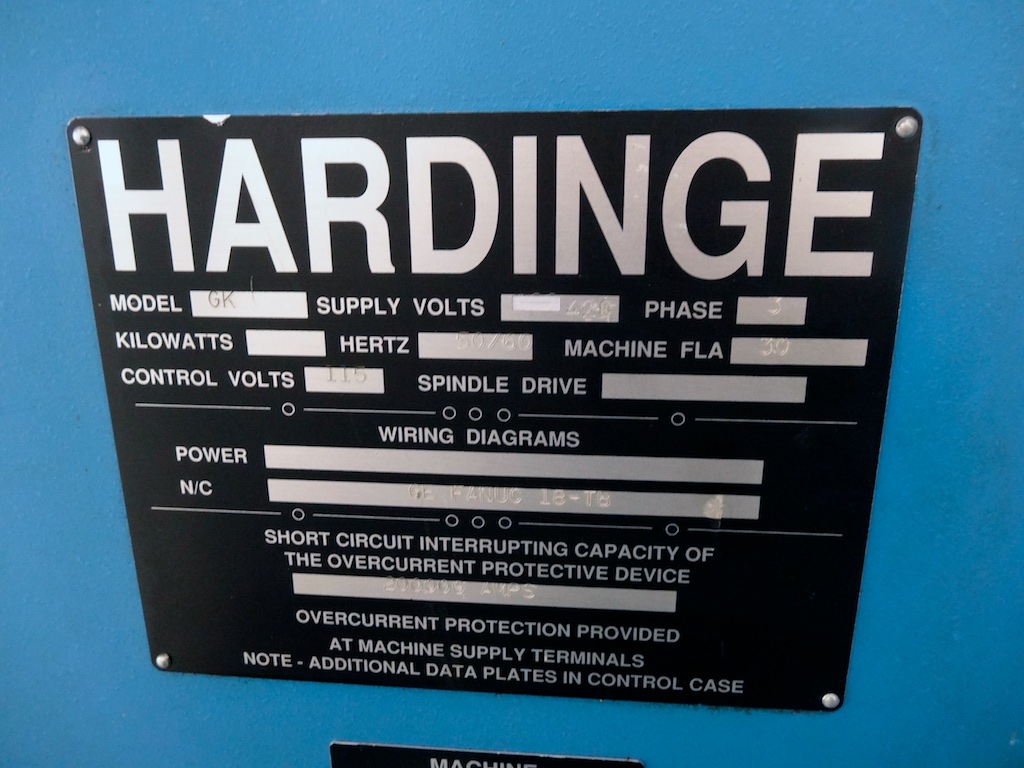 HARDINGE
MODEL GK SUPPLY VOLTS PHASE 3
KILOWATTS HERTZ 50/60 MACHINE FLA 30
CONTROL VOLTS 115 SPINDLE DRIVE
WIRING DIAGRAMS
POWER
N/C GE FANUC 18-TB
SHORT CIRCUIT INTERRUPTING CAPACITY OF
THE OVERCURRENT PROTECTIVE DEVICE
AMPS
OVERCURRENT PROTECTION PROVIDED
AT MACHINE SUPPLY TERMINALS
NOTE - ADDITIONAL DATA PLATES IN CONTROL CASE
MACHINE